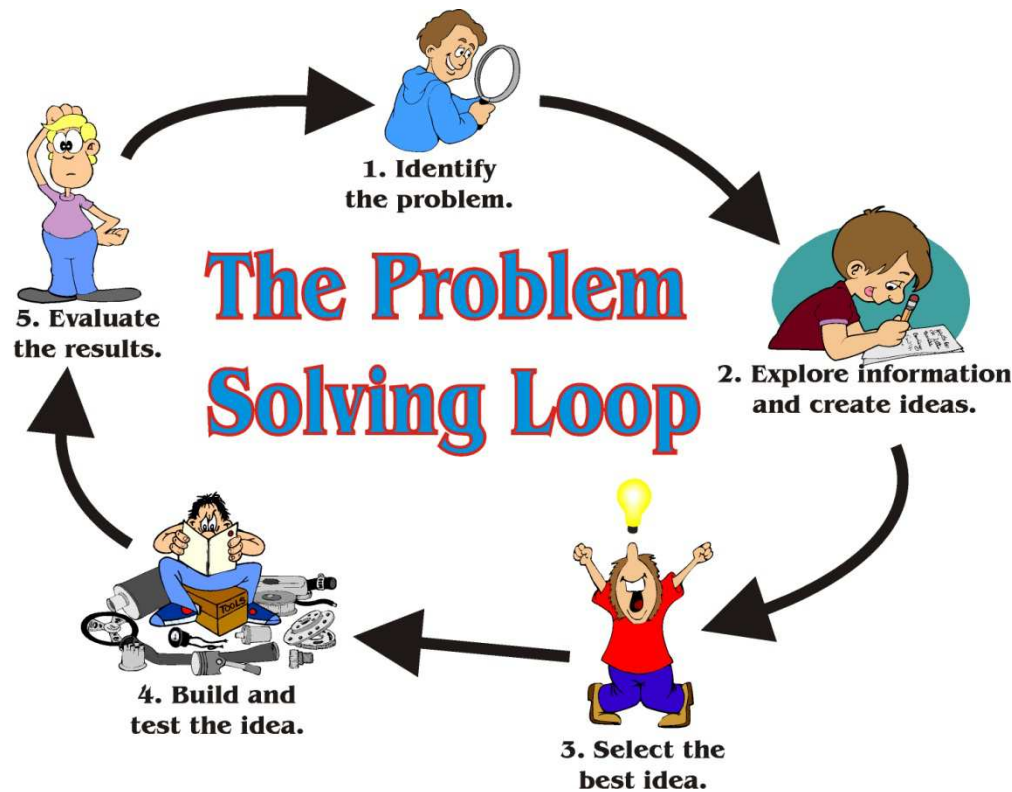 The Problem
Solving Loop
1. Identify
the problem.
2. Explore information
and create ideas.
3. Select the
best idea.
4. Build and
test the idea.
TOOLS
5. Evaluate
the results.